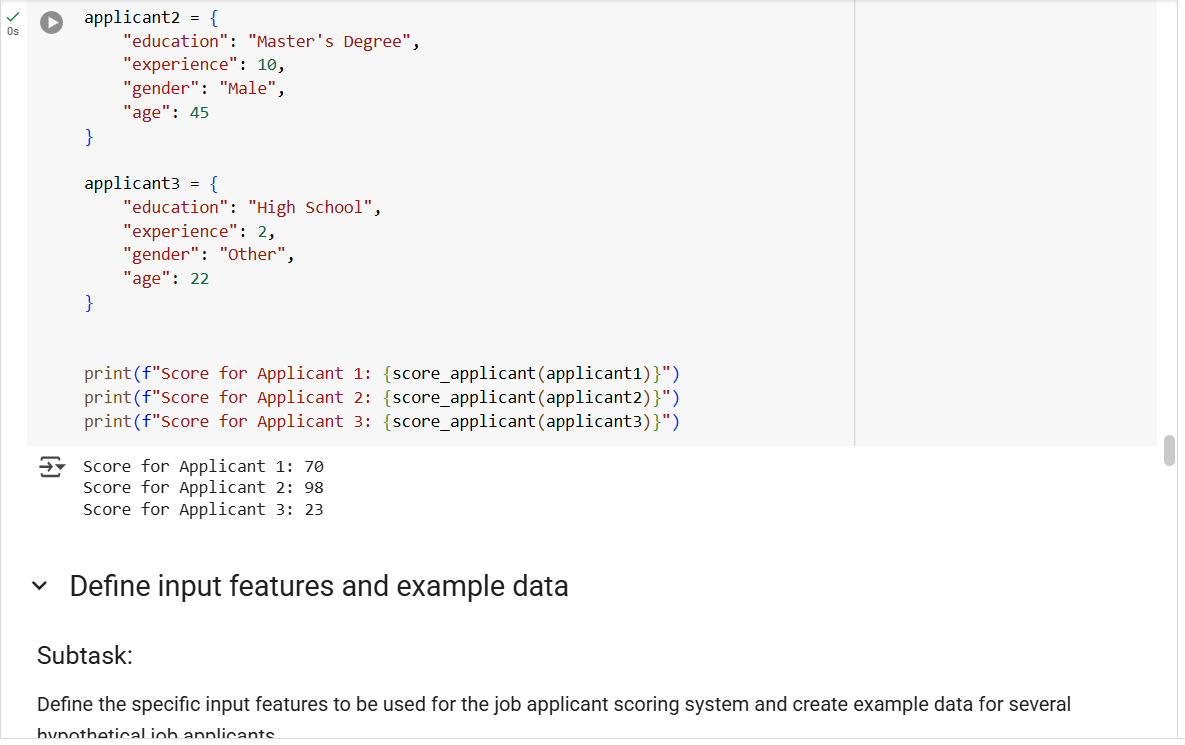 applicant2 = {
    "education": "Master's Degree",
    "experience": 10,
    "gender": "Male",
    "age": 45
}
0s
applicant3 = {
    "education": "High School",
    "experience": 2,
    "gender": "Other",
    "age": 22
}
print(f"Score for Applicant 1: {score_applicant(applicant1)}")
print(f"Score for Applicant 2: {score_applicant(applicant2)}")
print(f"Score for Applicant 3: {score_applicant(applicant3)}")
Score for Applicant 1: 70
Score for Applicant 2: 98
Score for Applicant 3: 23
Define input features and example data
Subtask:
Define the specific input features to be used for the job applicant scoring system and create example data for several
hypothetical job applicants.